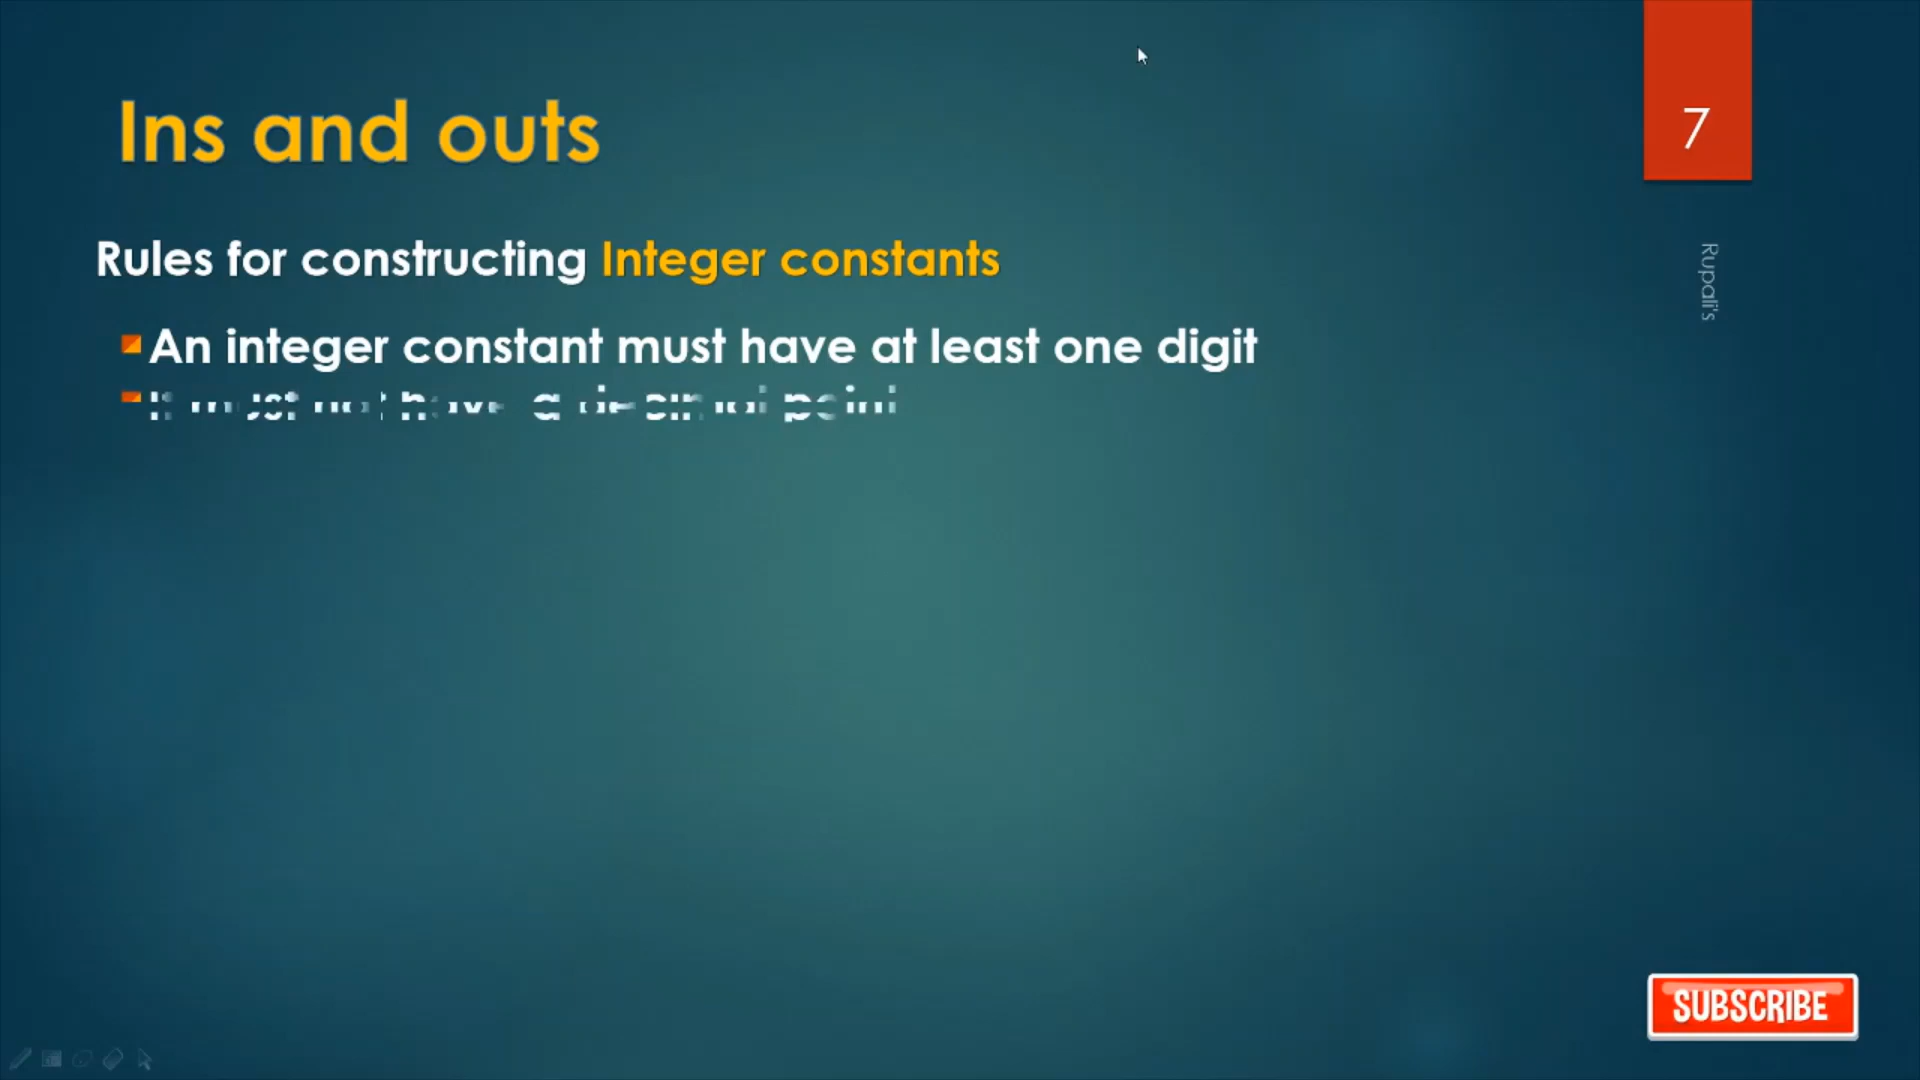 Ins and outs
7
Rules for constructing Integer constants
Rupali's
An integer constant must have at least one digit
It must not have a decimal point
SUBSCRIBE